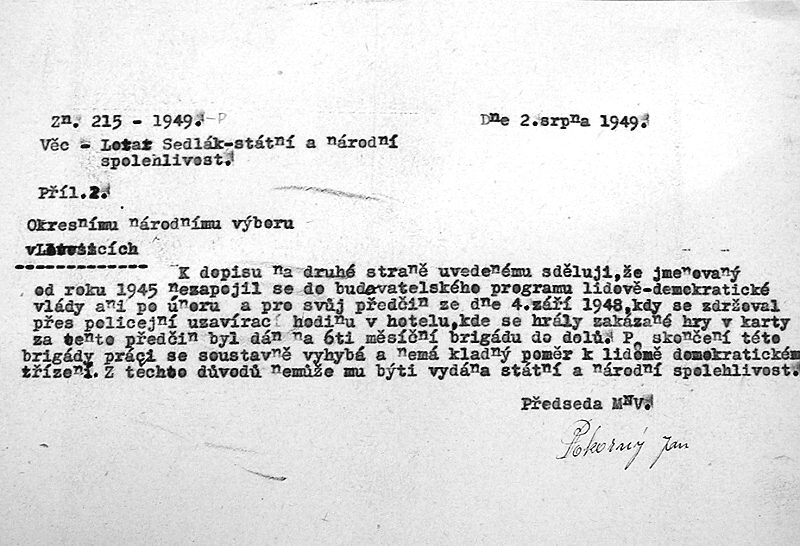 Zn. 215 - 1949.-P
Dne 2.srpna 1949.
Věc - Lotar Sedlák-státní a národní
spolehlivost.
Příl.2.
Okresnímu národnímu výboru
K dopisu na druhé straně uvedenému sděluji,že jmenovaný
od roku 1945 nezapojil se do budovatelského programu lidově-demokratické
vlády ani po únoru a pro svůj předčin ze dne 4.září 1948,kdy se zdržoval
přes policejní uzavírací hodinu v hotelu,kde se hrály zakázané hry v karty
za tento předčin byl dán na 6ti měsíční brigádu do dolů. Po skončení této
brigády práci se soustavně vyhybá a nemá kladný poměr k lidomě demokratickém
třízení.Z těchto důvodů nemůže mu býti vydána státní a národní spolehlivost.
Předseda MNV.
Pokorný Jan